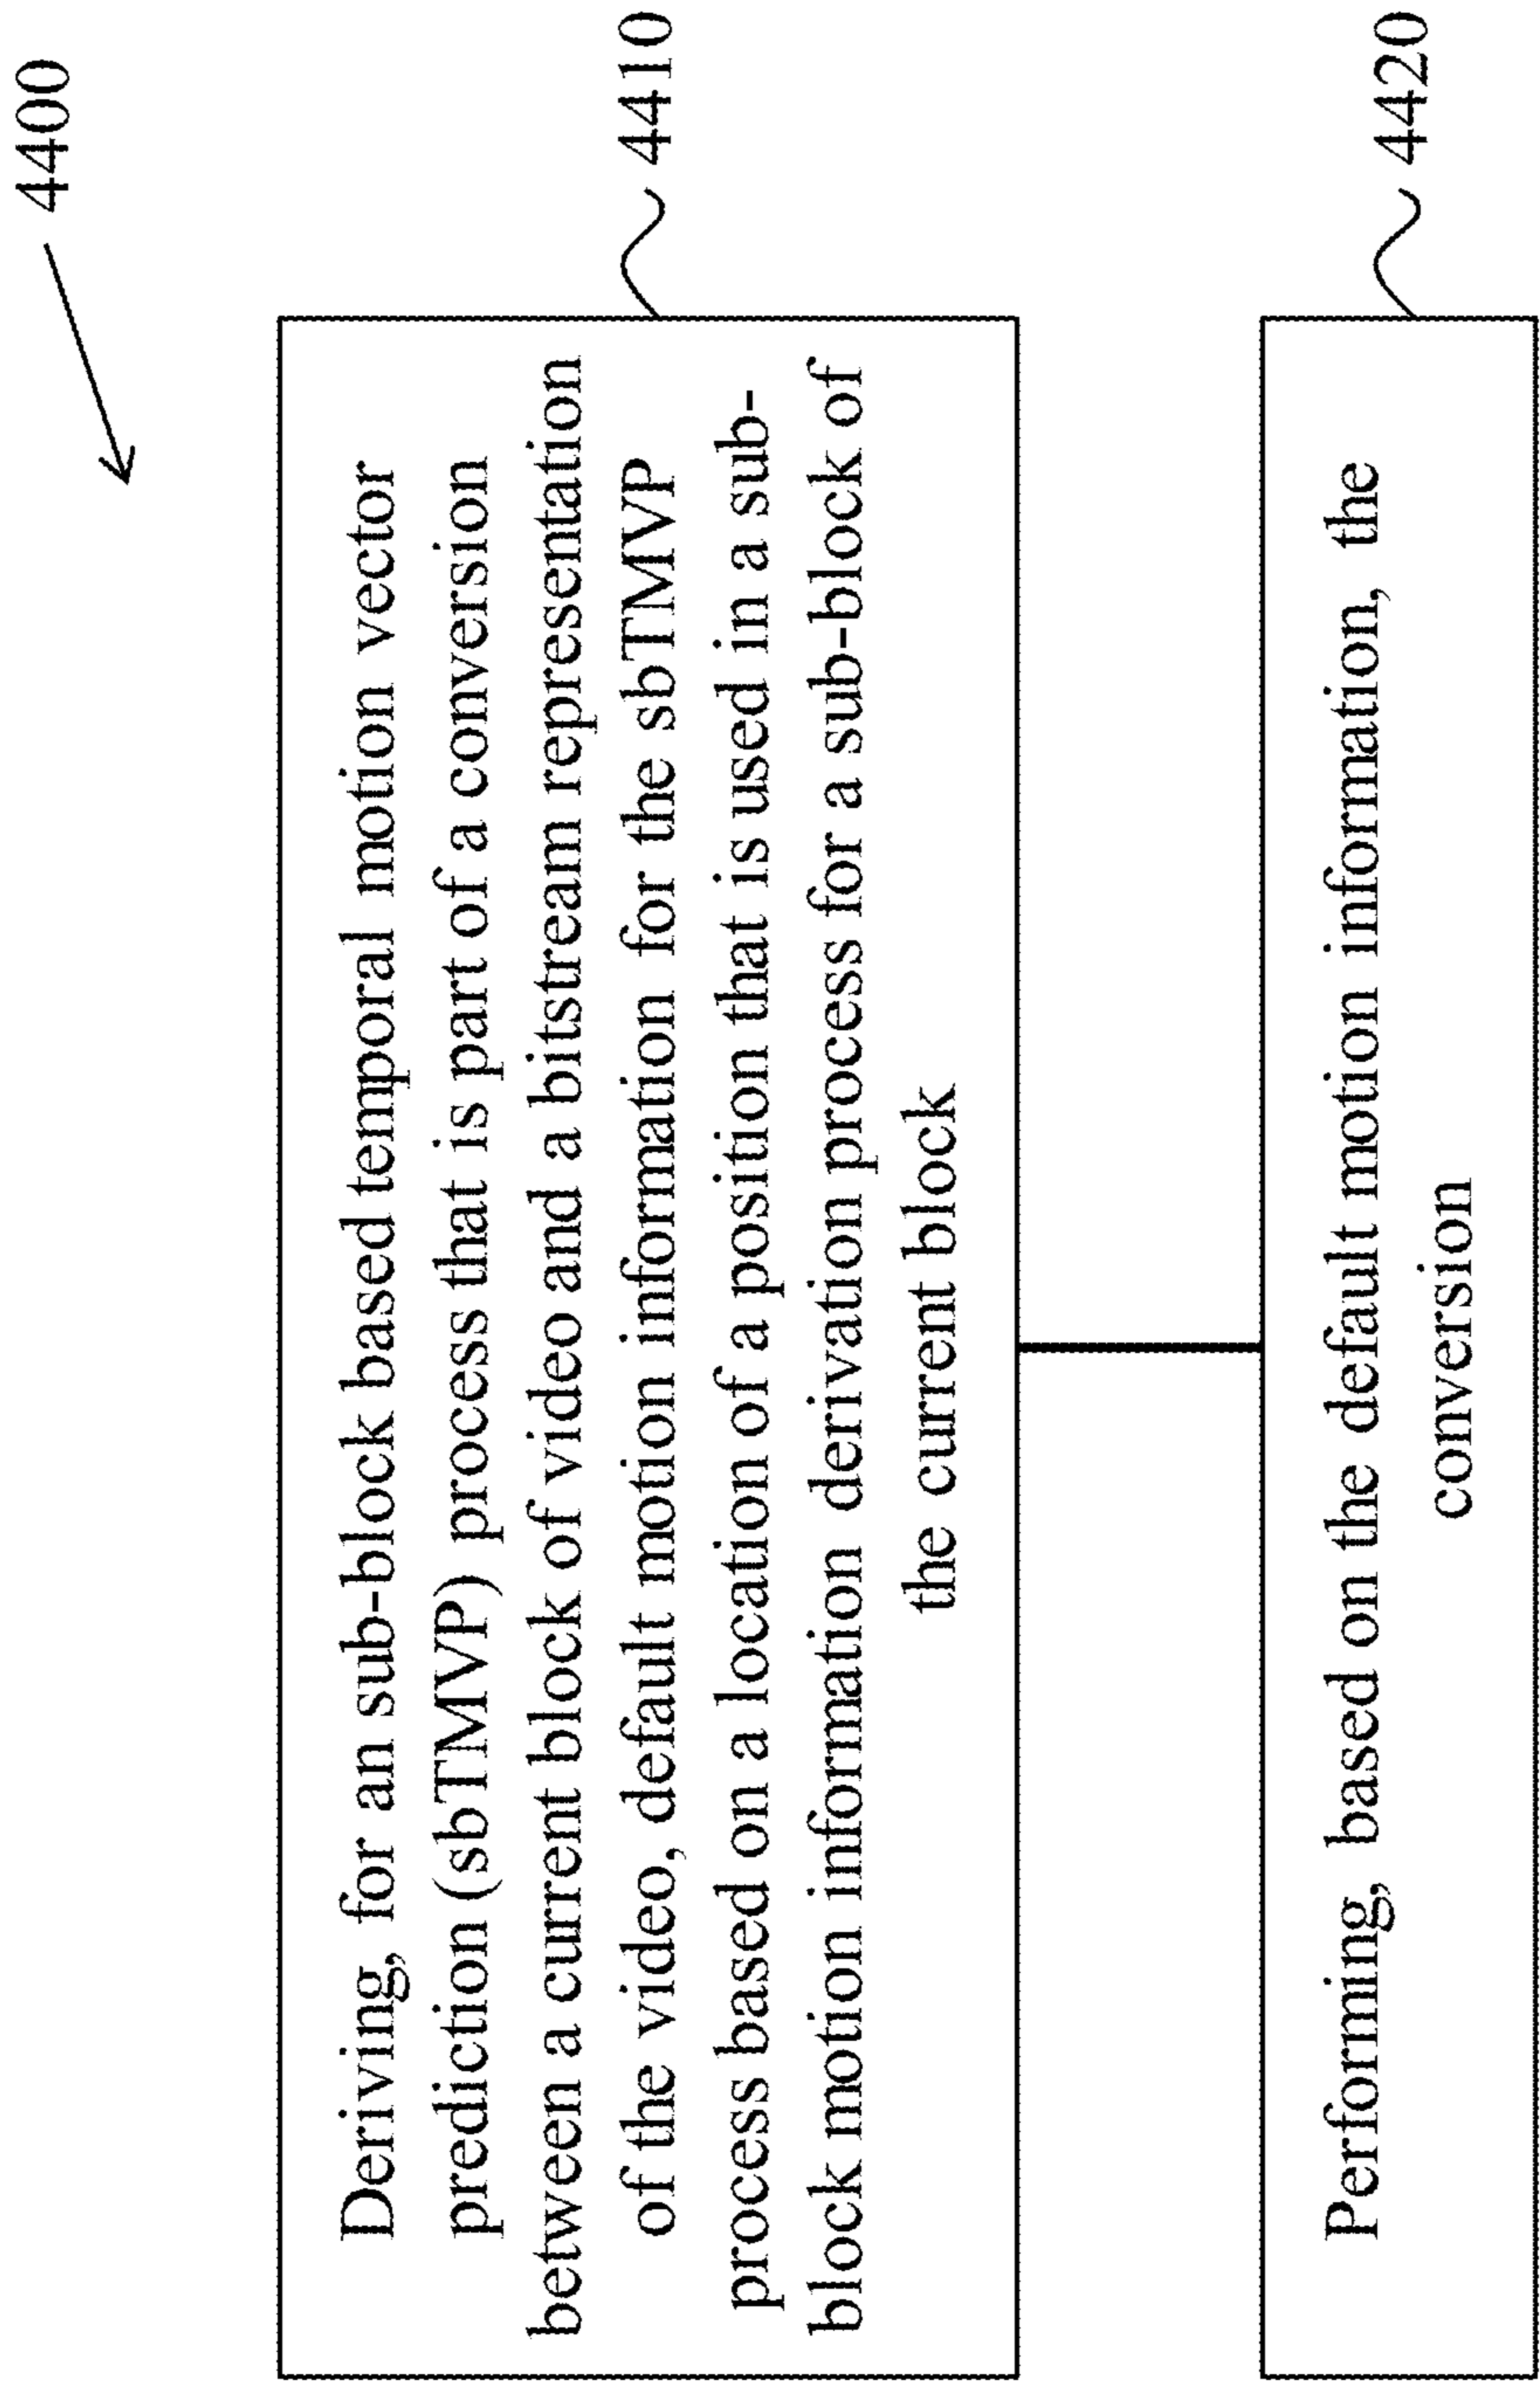 4400
Deriving, for an sub-block based temporal motion vector
prediction (sbTMVP) process that is part of a conversion
between a current block of video and a bitstream representation
of the video, default motion information for the sbTMVP
process based on a location of a position that is used in a sub-
block motion information derivation process for a sub-block of
the current block
4410
Performing, based on the default motion information, the
conversion
4420